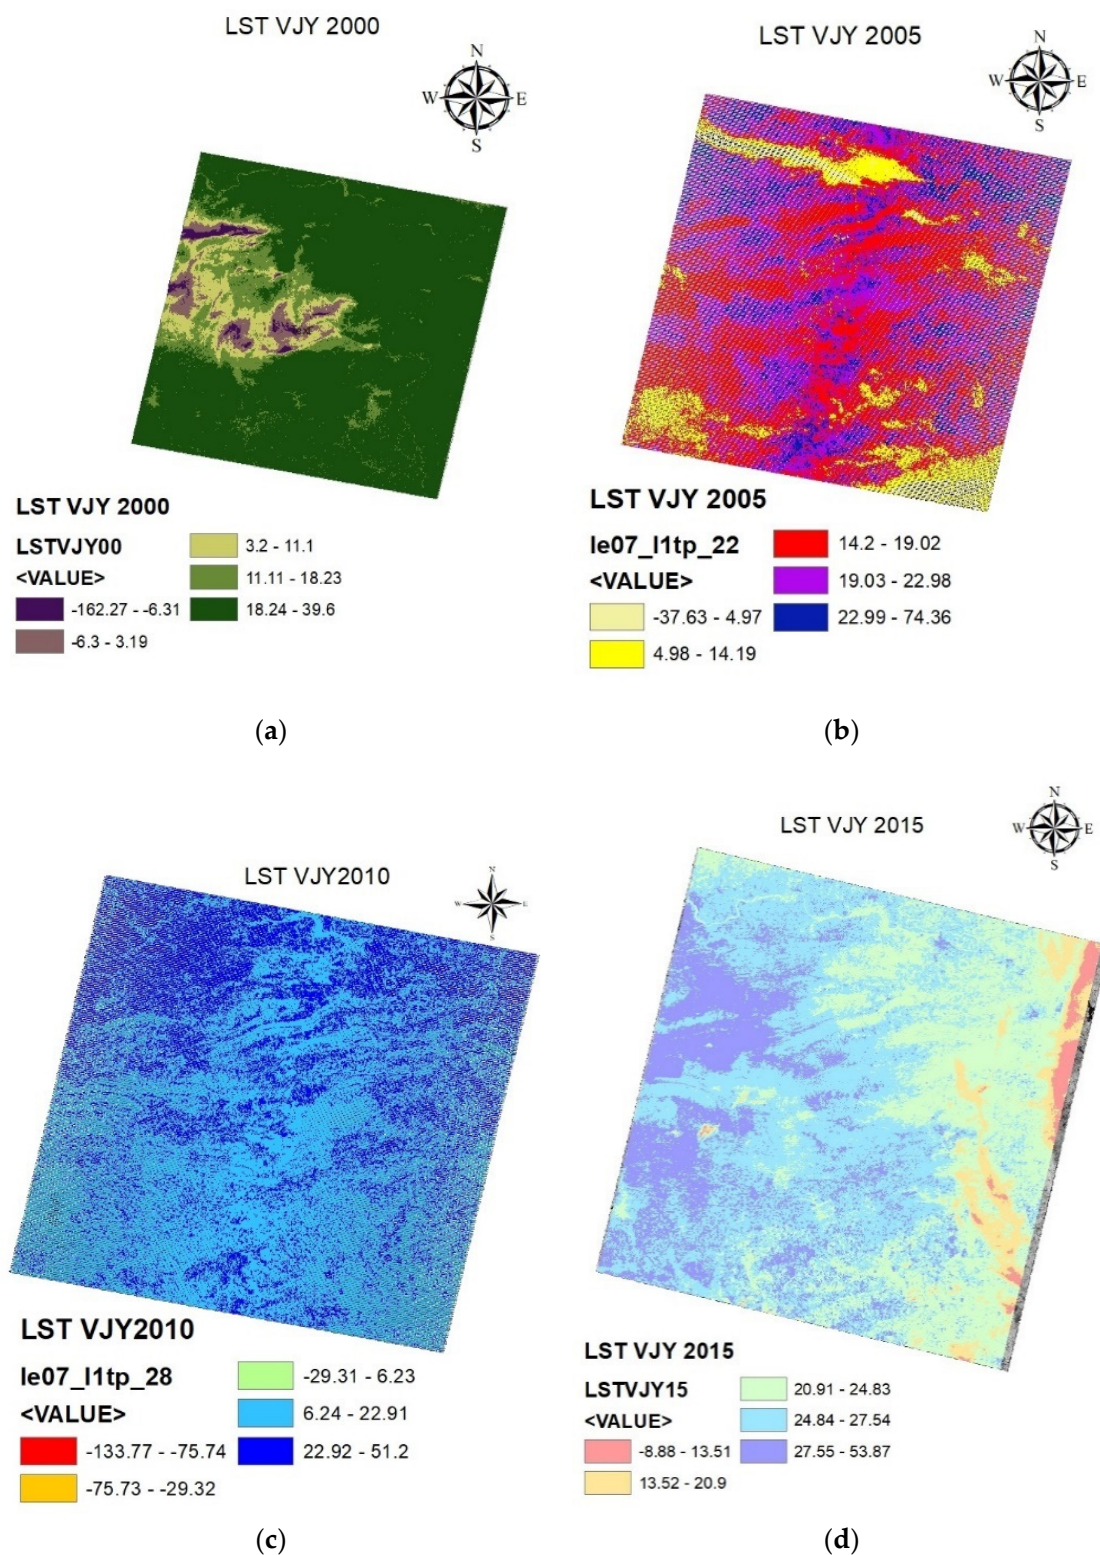 LST VJY 2000
N
W E
S
LST VJY 2000
LSTVJY00
<VALUE>
-162.27 - -6.31
-6.3 - 3.19
3.2 - 11.1
11.11 - 18.23
18.24 - 39.6
(a)
LST VJY 2005
N
W E
S
LST VJY 2005
le07_l1tp_22
<VALUE>
-37.63 - 4.97
4.98 - 14.19
14.2 - 19.02
19.03 - 22.98
22.99 - 74.36
(b)
LST VJY2010
N
W E
S
LST VJY2010
le07_l1tp_28
<VALUE>
-133.77 - -75.74
-75.73 - -29.32
-29.31 - 6.23
6.24 - 22.91
22.92 - 51.2
(c)
LST VJY 2015
N
W E
S
LST VJY 2015
LSTVJY15
<VALUE>
-8.88 - 13.51
13.52 - 20.9
20.91 - 24.83
24.84 - 27.54
27.55 - 53.87
(d)